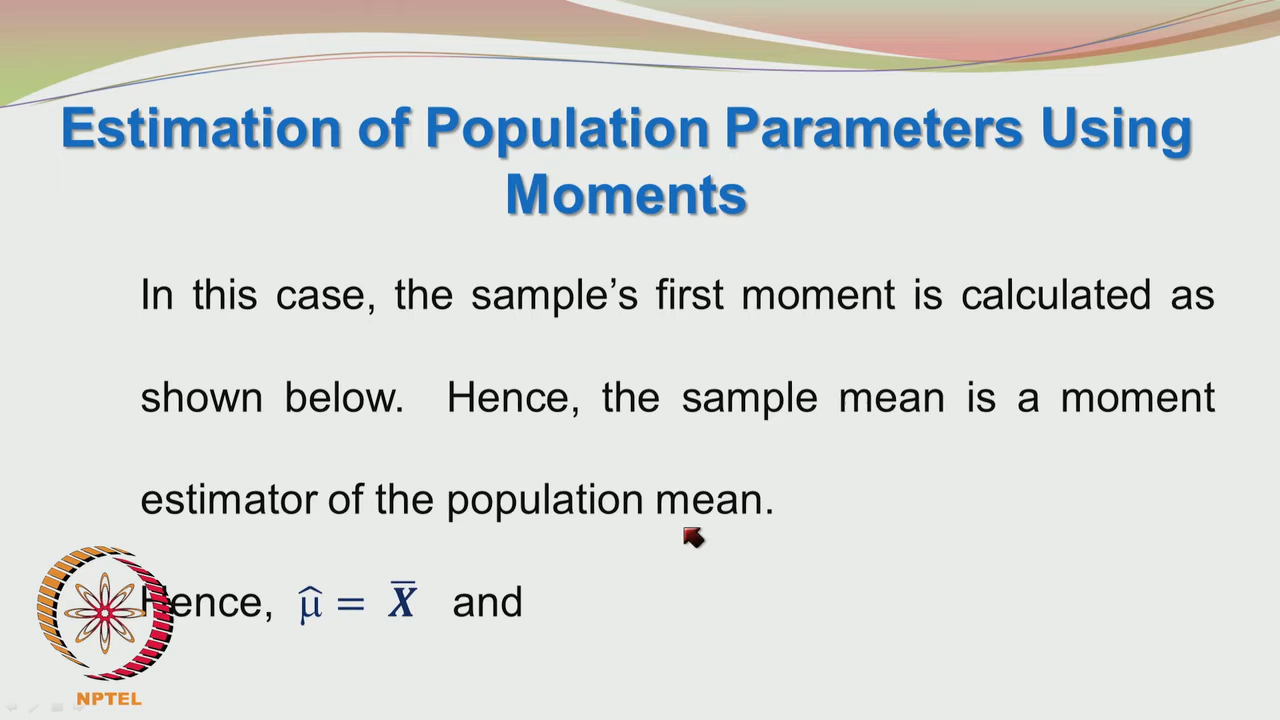 Estimation of Population Parameters Using
Moments
In this case, the sample’s first moment is calculated as
shown below. Hence, the sample mean is a moment
estimator of the population mean.
Hence, μ̂ = X̄ and
NPTEL